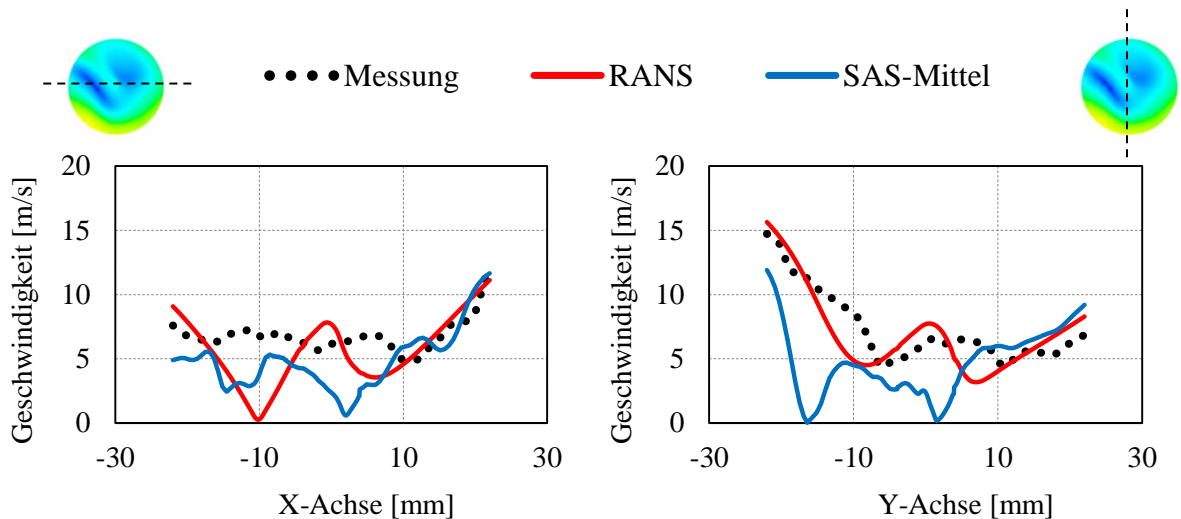 Messung RANS SAS-Mittel
20
15
10
5
0
-30 -10 10 30
Geschwindigkeit [m/s]
X-Achse [mm]
20
15
10
5
0
-30 -10 10 30
Geschwindigkeit [m/s]
Y-Achse [mm]